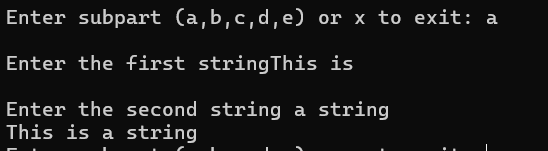 Enter subpart (a,b,c,d,e) or x to exit: a
Enter the first stringThis is
Enter the second string a string
This is a string